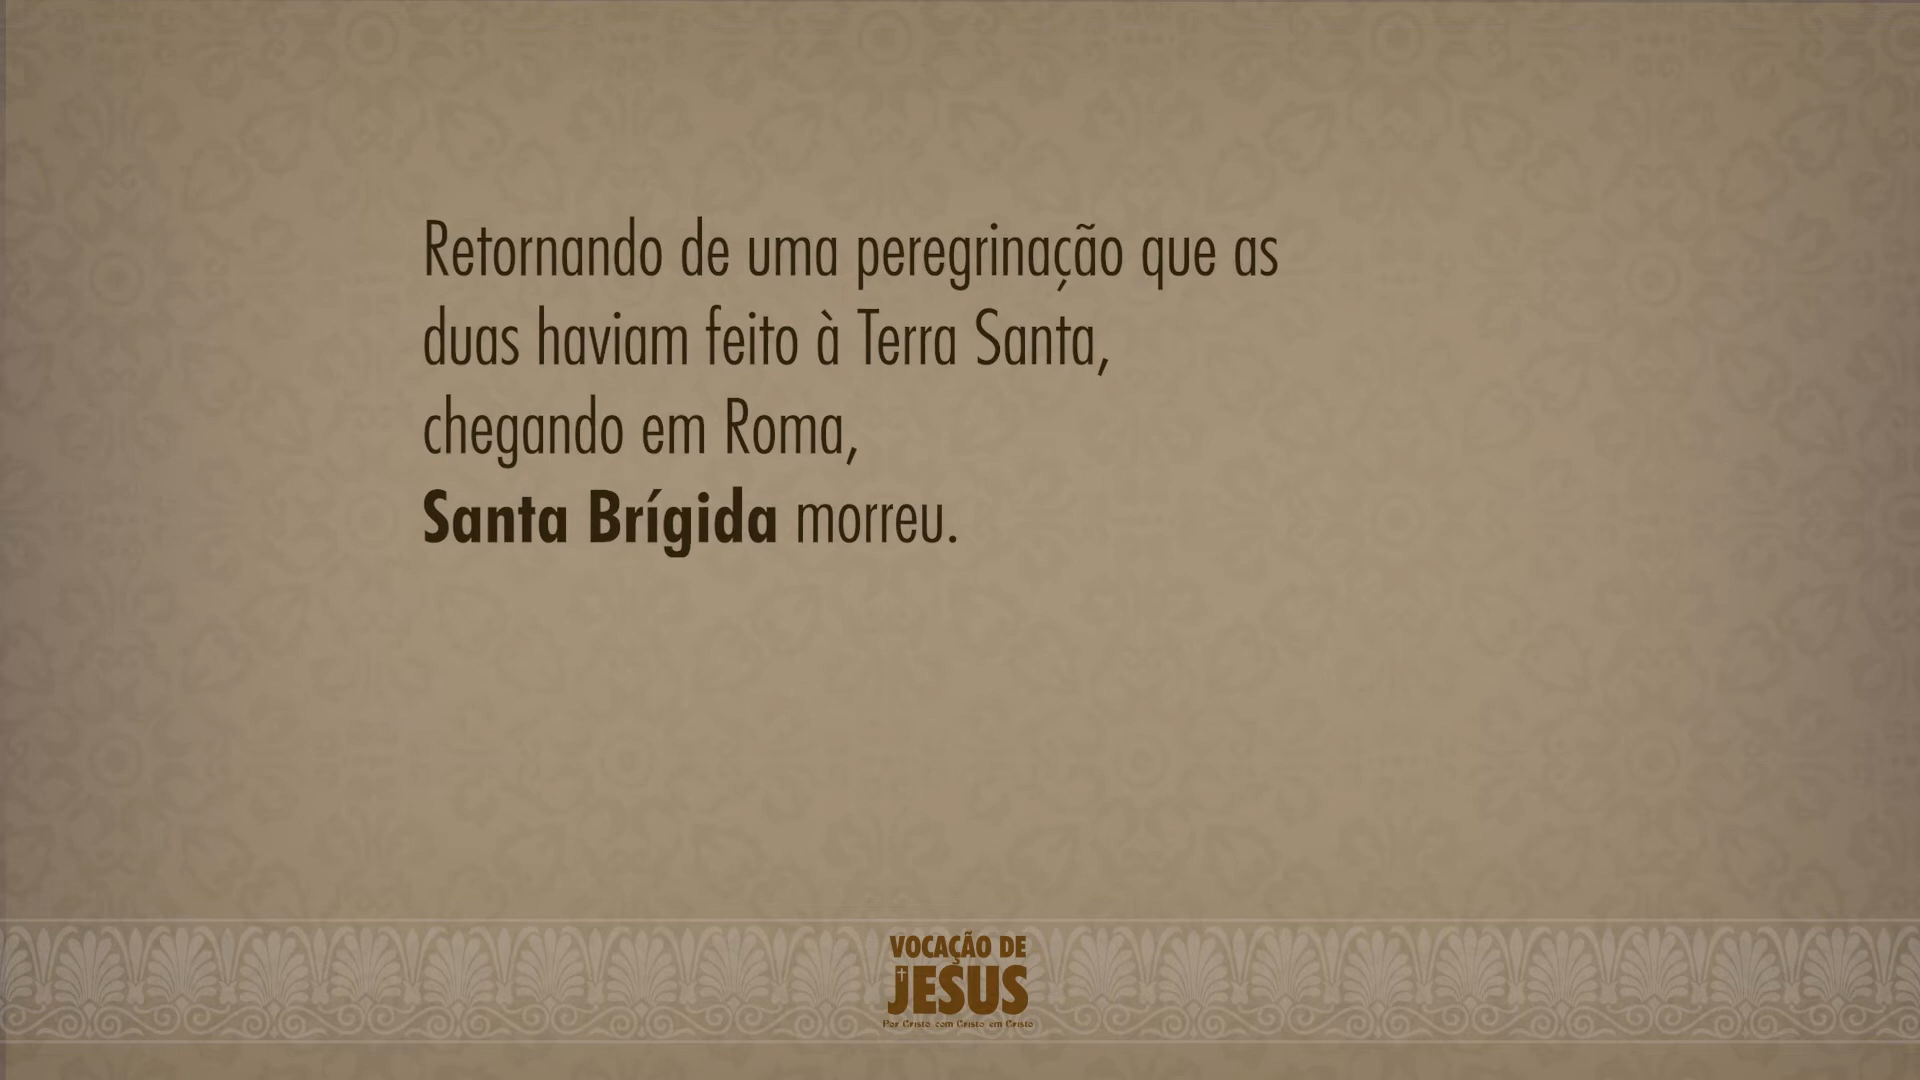 Retornando de uma peregrinação que as
duas haviam feito à Terra Santa,
chegando em Roma,
Santa Brígida morreu.
VOCAÇÃO DE
JESUS
Por Cristo com Cristo em Cristo